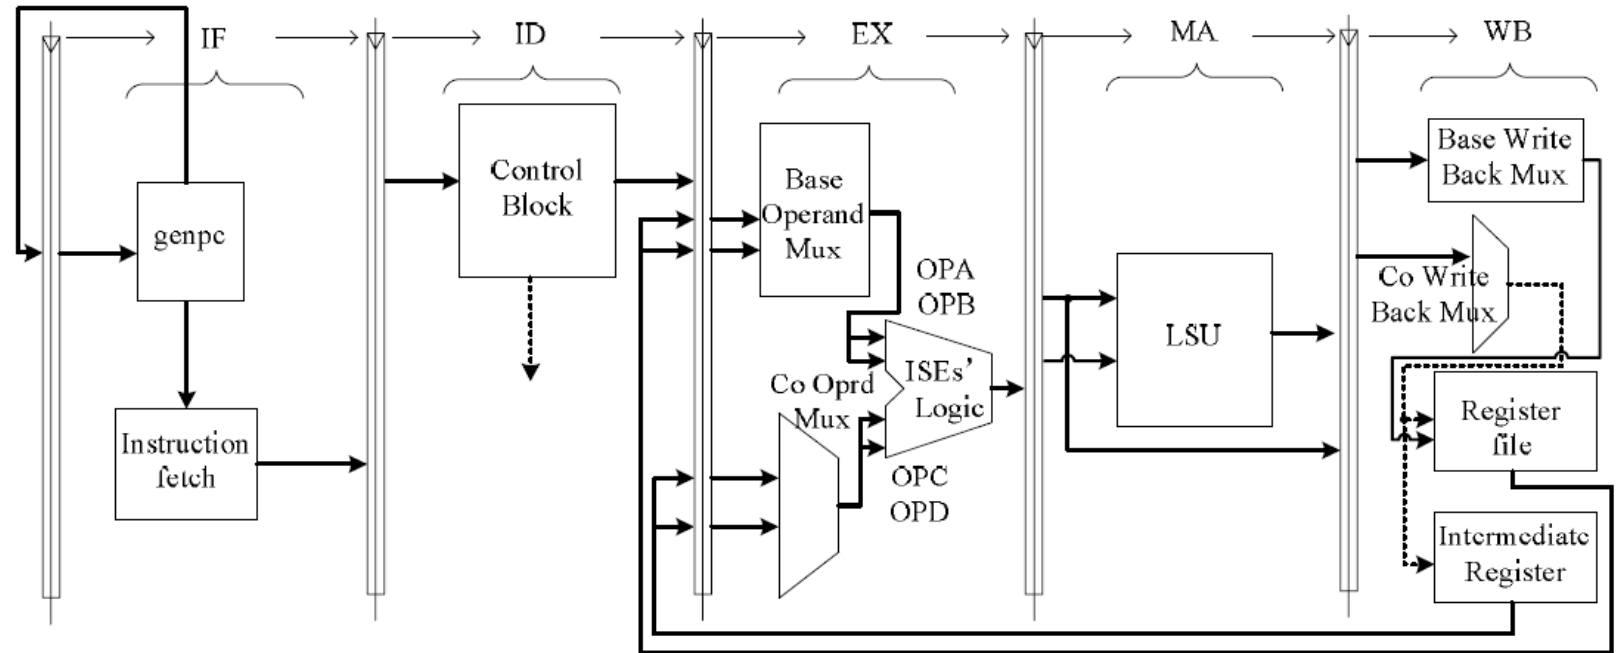 IF
ID
EX
MA
WB
genpc
Instruction
fetch
Control
Block
Base
Operand
Mux
OPA
OPB
Co Oprd
Mux
ISEs'
Logic
OPC
OPD
LSU
Base Write
Back Mux
Co Write
Back Mux
Register
file
Intermediate
Register